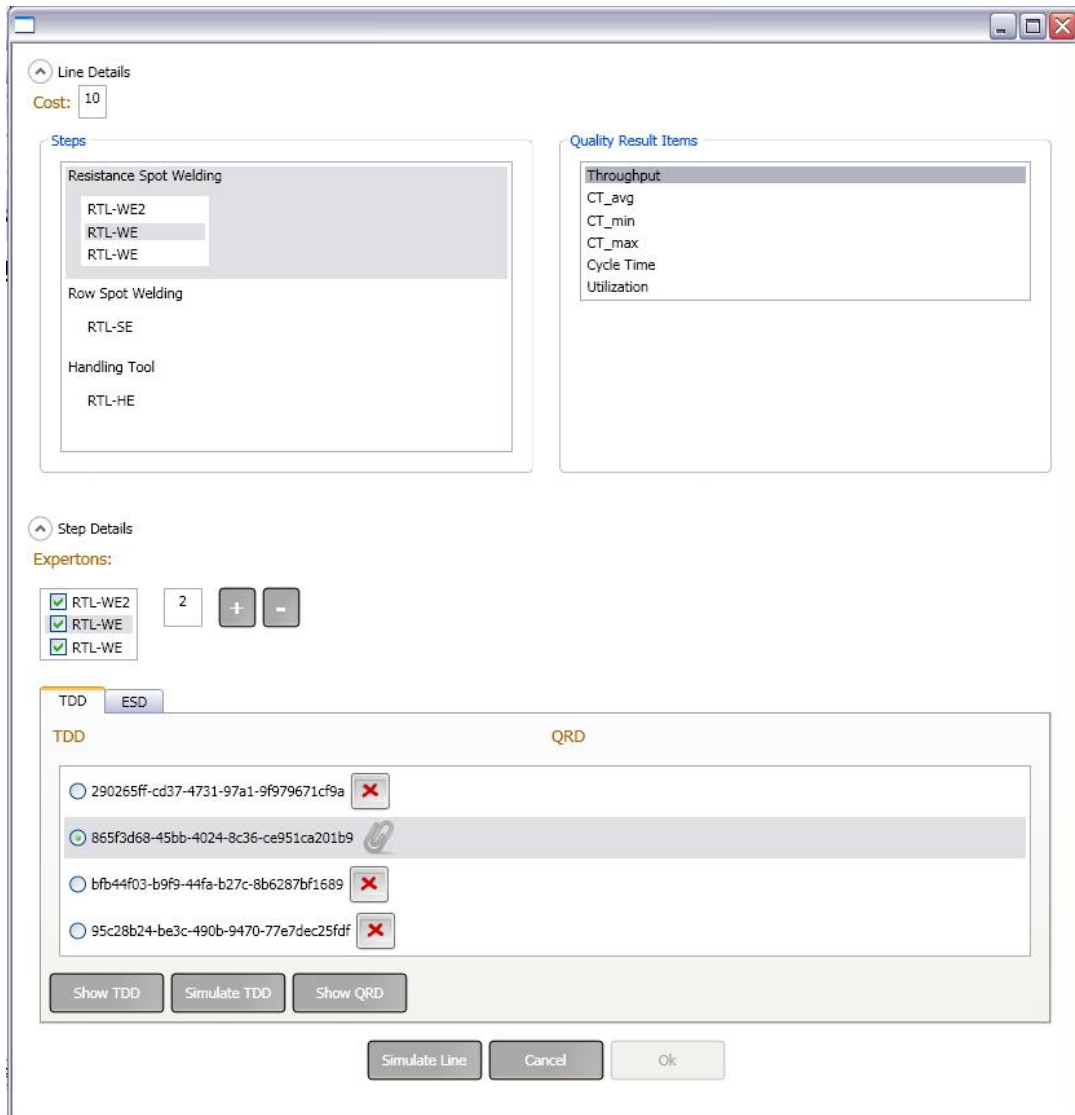 Line Details
Cost: 10
Steps
Resistance Spot Welding
RTL-WE2
RTL-WE
RTL-WE
Row Spot Welding
RTL-SE
Handling Tool
RTL-HE
Quality Result Items
Throughput
CT_avg
CT_min
CT_max
Cycle Time
Utilization
Step Details
Expertons:
RTL-WE2
RTL-WE
RTL-WE
2 + -
TDD ESD
TDD QRD
290265ff-cd37-4731-97a1-9f979671cf9a
865f3d68-45bb-4024-8c36-ce951ca201b9
bfb44f03-b9f9-44fa-b27c-8b6287bf1689
95c28b24-be3c-490b-9470-77e7dec25fdf
Show TDD Simulate TDD Show QRD
Simulate Line Cancel Ok